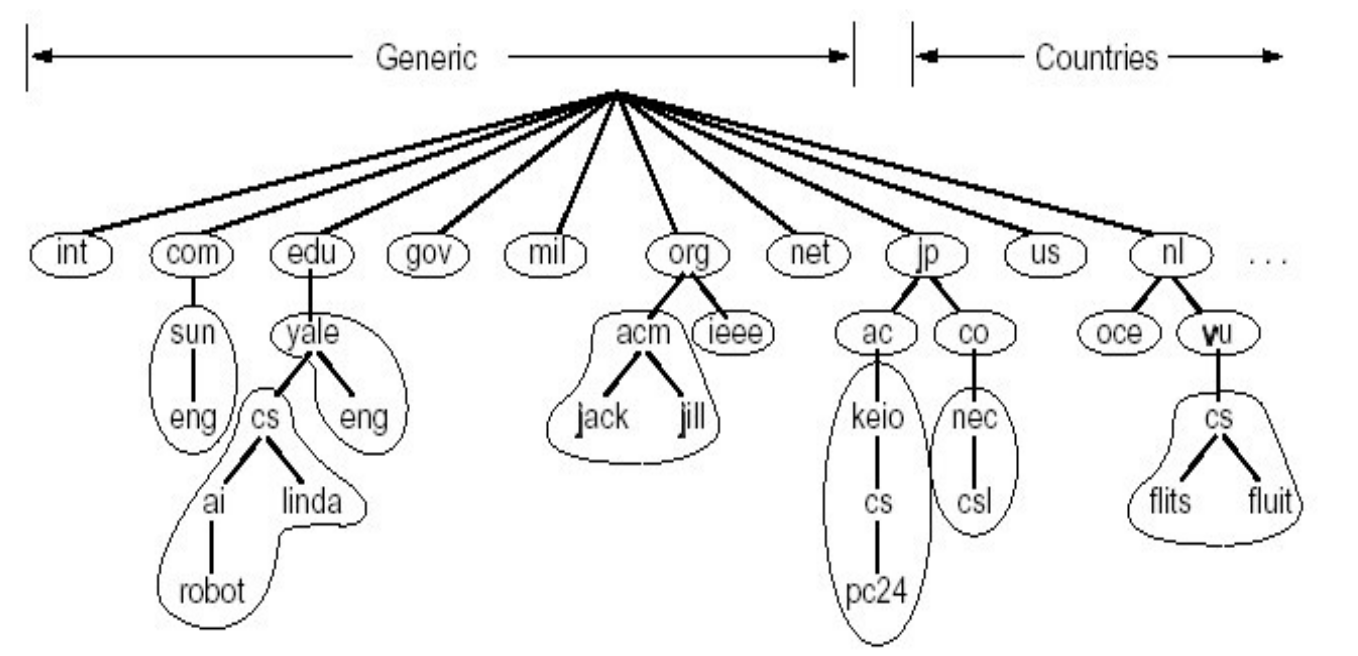 Generic Countries
int com edu gov mil org net jp us nl . . .
sun yale acm ieee ac co oce vu
eng cs eng jack jill keio nec cs
ai linda cs csl flits fluit
robot pc24